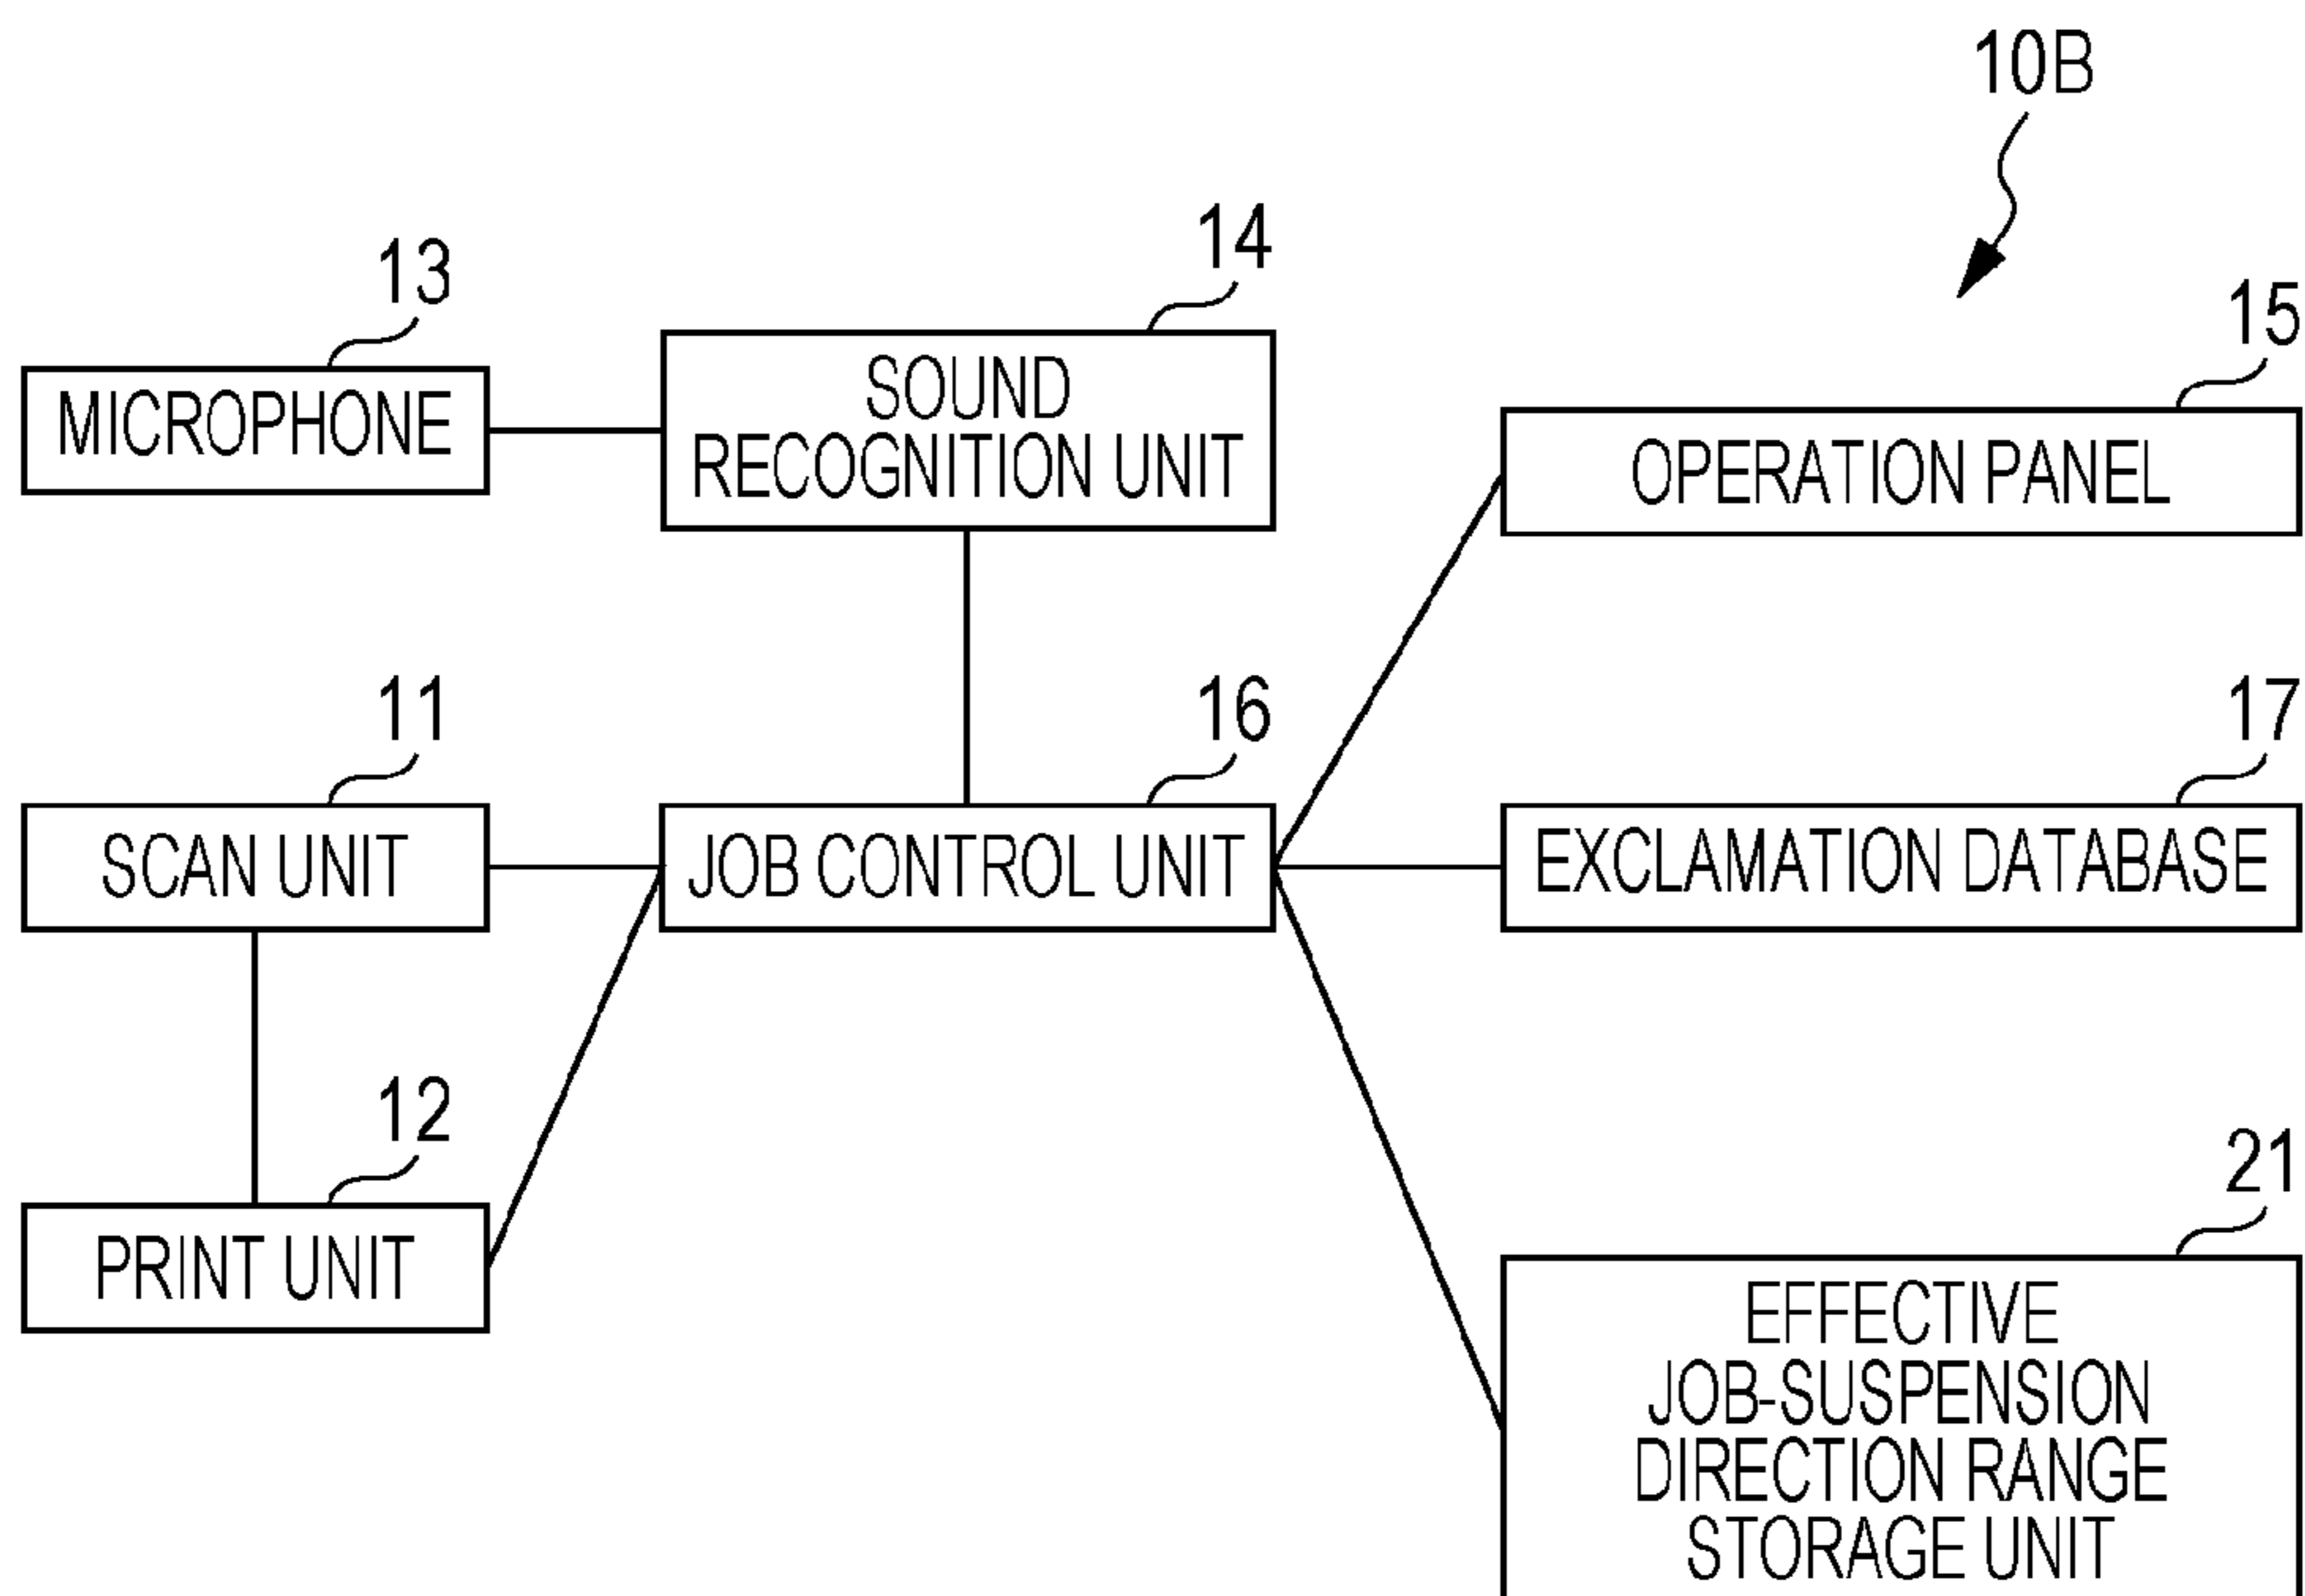 10B
13
MICROPHONE
14
SOUND
RECOGNITION UNIT
15
OPERATION PANEL
11
SCAN UNIT
16
JOB CONTROL UNIT
17
EXCLAMATION DATABASE
12
PRINT UNIT
21
EFFECTIVE
JOB-SUSPENSION
DIRECTION RANGE
STORAGE UNIT